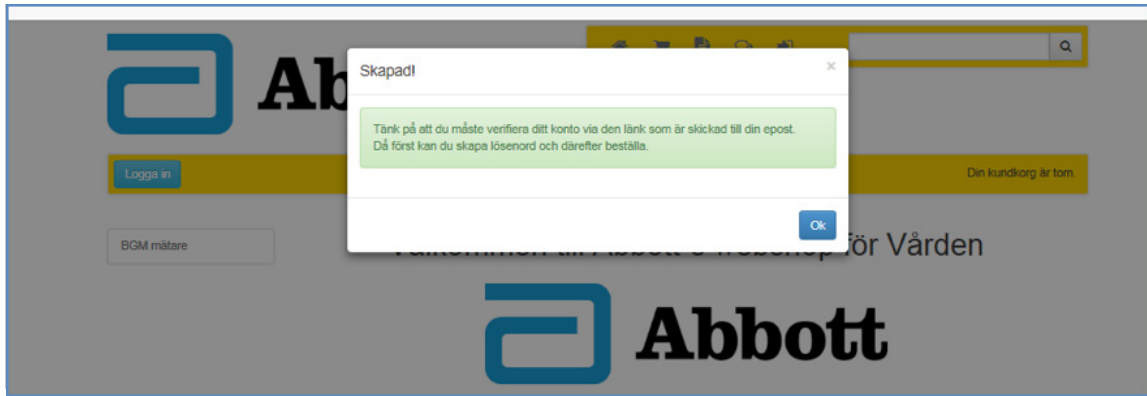 Ab
Skapad!
×
Tänk på att du måste verifiera ditt konto via den länk som är skickad till din epost.
Då först kan du skapa lösenord och därefter beställa.
Logga in
Din kundkorg är tom.
Ok
BGM mätare
för Vården
Abbott